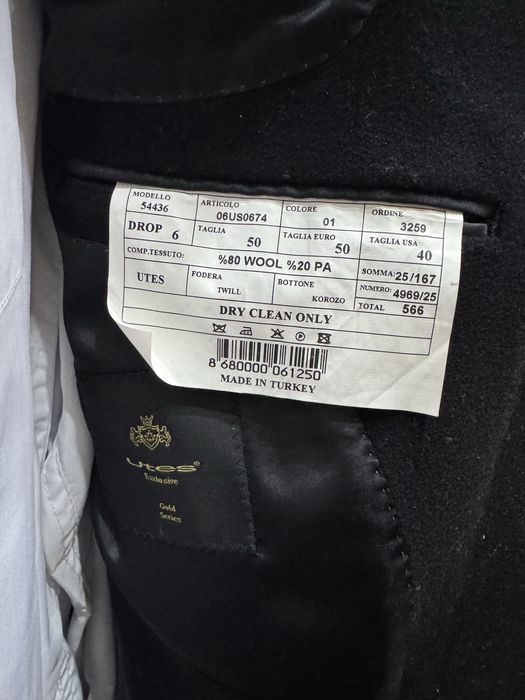 MODELLO ARTICOLO COLORE ORDINE
54436 06US0674 01 3259
DROP 6 TAGLIA 50 TAGLIA EURO 50 TAGLIA USA 40
COMP.TESSUTO: %80 WOOL %20 PA SOMMA: 25/167
UTES FODERA TWILL BOTTONE KOROZO NUMERO: 4969/25
TOTAL 566
DRY CLEAN ONLY
8 680000 061250
MADE IN TURKEY
utes®
Exclusive
Gold
Series